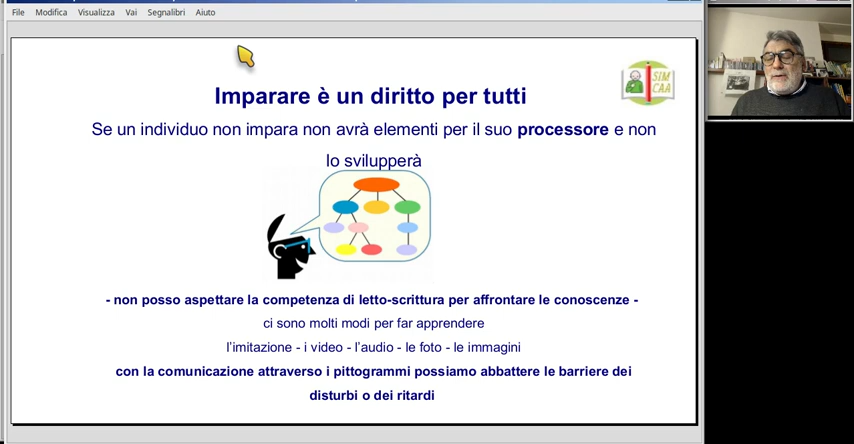 File Modifica Visualizza Vai Segnalibri Aiuto
SIM
CAA
Imparare è un diritto per tutti
Se un individuo non impara non avrà elementi per il suo processore e non
lo svilupperà
- non posso aspettare la competenza di letto-scrittura per affrontare le conoscenze -
ci sono molti modi per far apprendere
l'imitazione - i video - l'audio - le foto - le immagini
con la comunicazione attraverso i pittogrammi possiamo abbattere le barriere dei
disturbi o dei ritardi